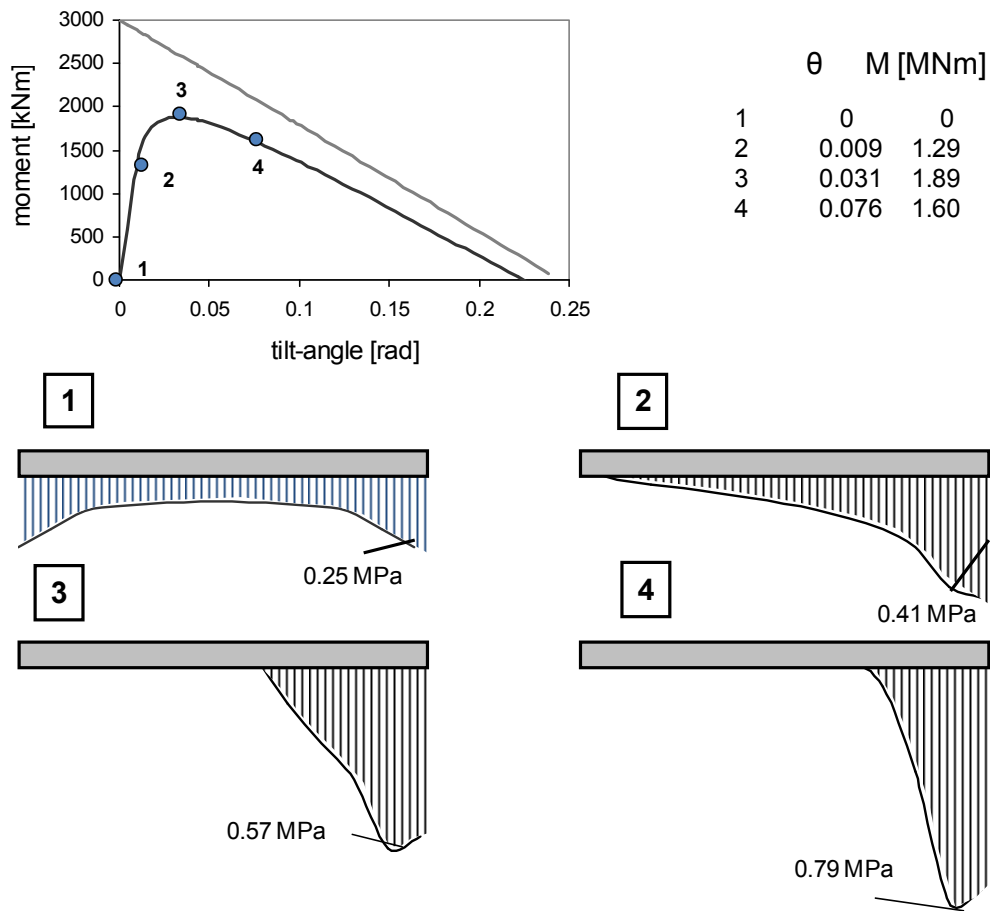 3000
2500
2000
1500
1000
500
0
moment [kNm]
0 0.05 0.1 0.15 0.2 0.25
tilt-angle [rad]
1
2
3
4
θ M [MNm]
1 0 0
2 0.009 1.29
3 0.031 1.89
4 0.076 1.60
1
0.25 MPa
2
0.41 MPa
3
0.57 MPa
4
0.79 MPa